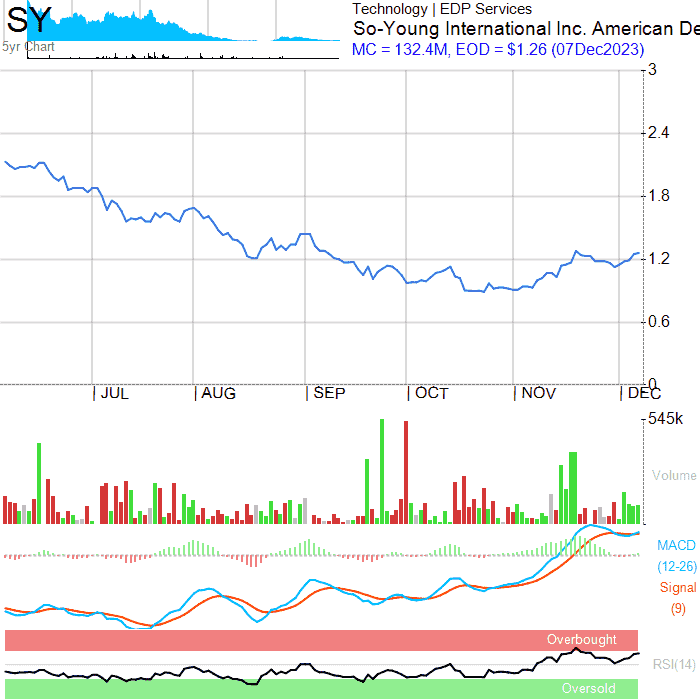 SY
Technology | EDP Services
So-Young International Inc. American De
5yr Chart
MC = 132.4M, EOD = $1.26 (07Dec2023)
3
2.4
1.8
1.2
0.6
0
JUL AUG SEP OCT NOV DEC
545k
Volume
MACD
(12-26)
Signal
(9)
Overbought
RSI(14)
Oversold